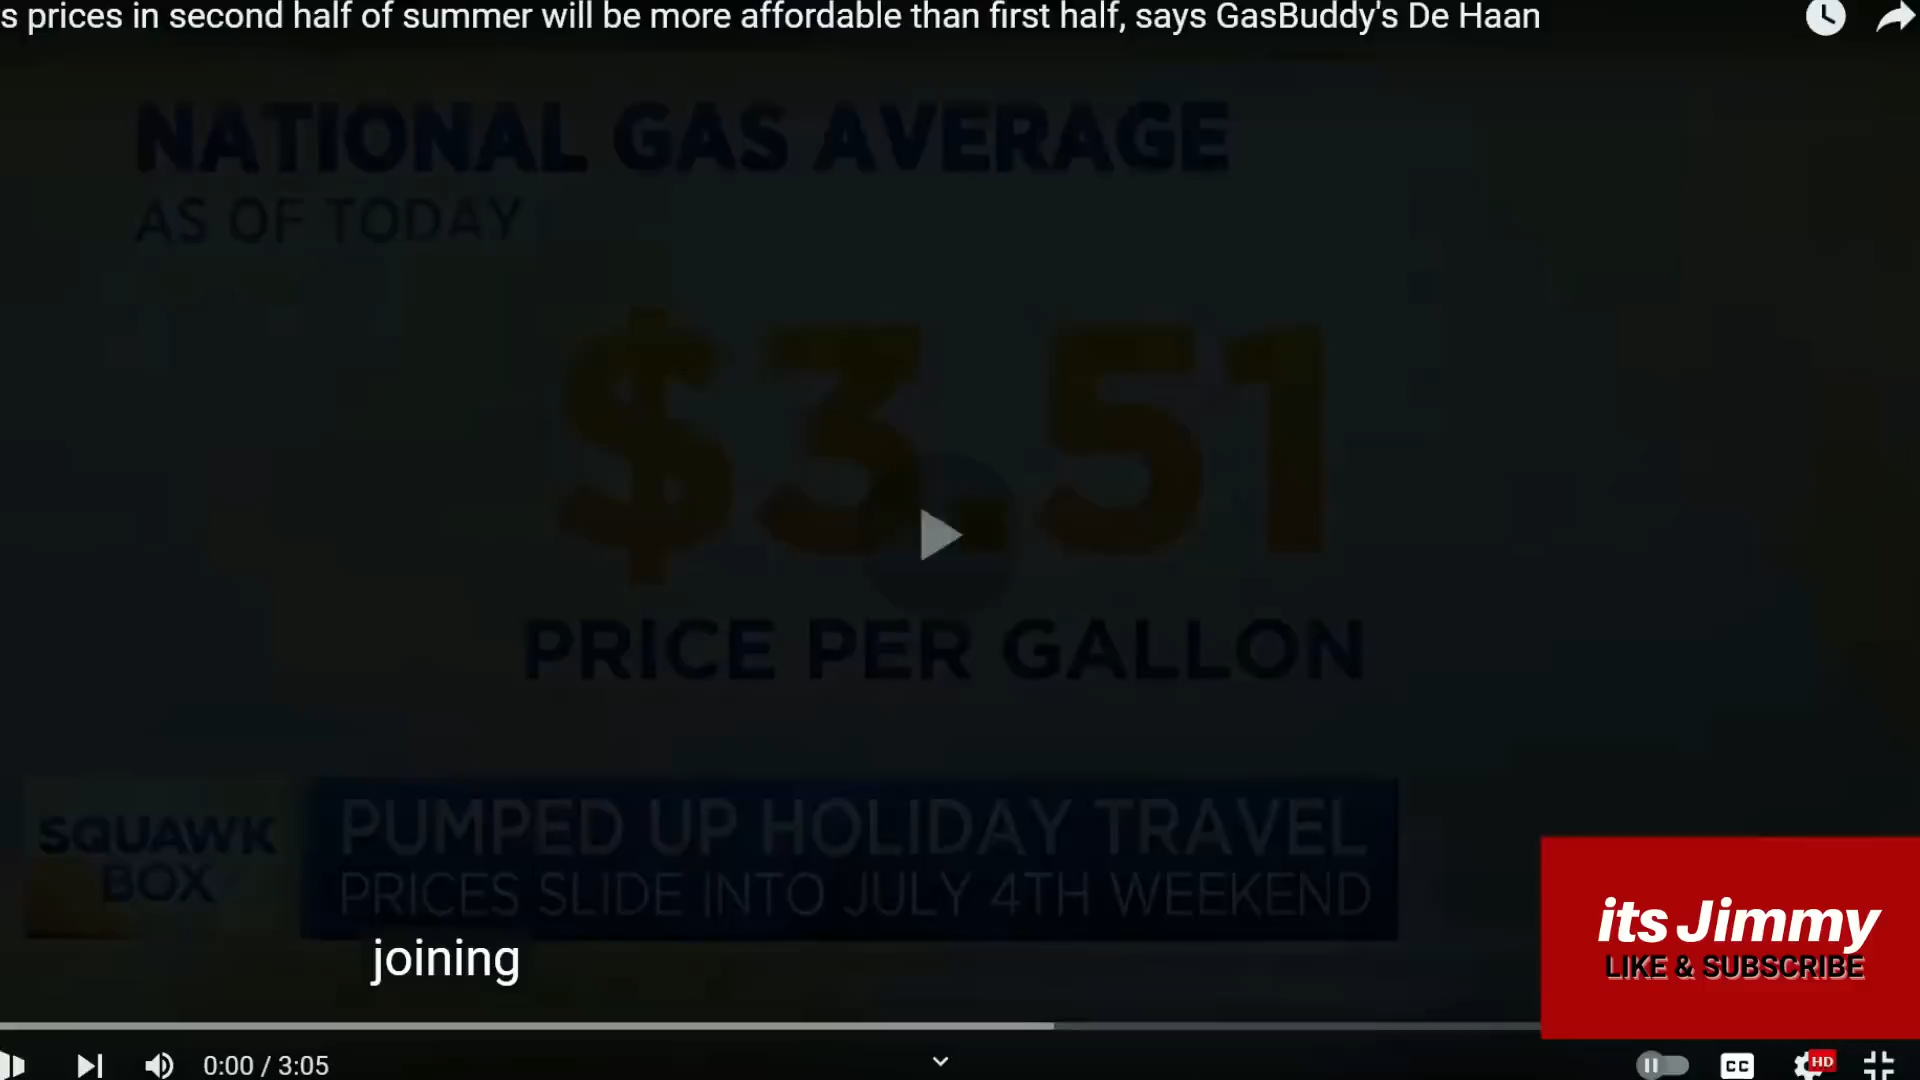 s prices in second half of summer will be more affordable than first half, says GasBuddy's De Haan
NATIONAL GAS AVERAGE
AS OF TODAY
$3.51
PRICE PER GALLON
SQUAWK
BOX
PUMPED UP HOLIDAY TRAVEL
PRICES SLIDE INTO JULY 4TH WEEKEND
joining
its Jimmy
LIKE & SUBSCRIBE
0:00 / 3:05
CC
HD